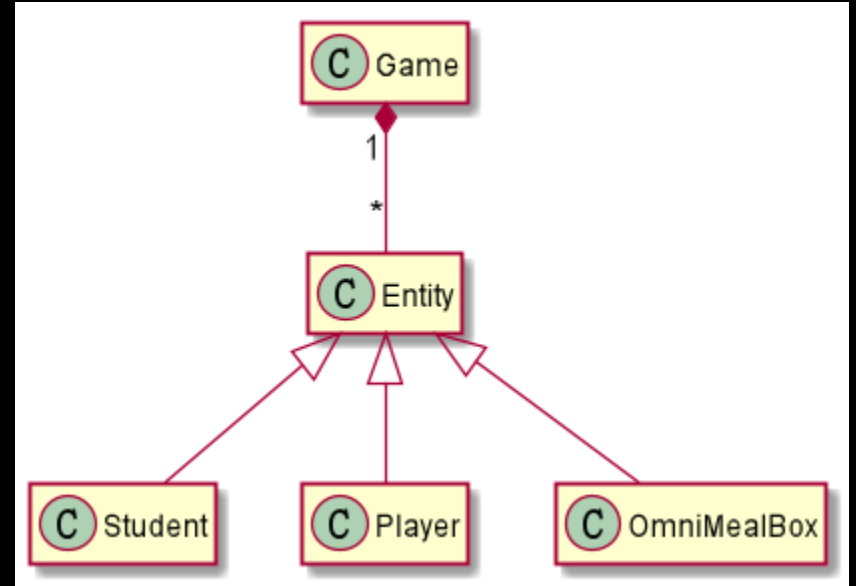 C Game
1
*
C Entity
C Student
C Player
C OmniMealBox